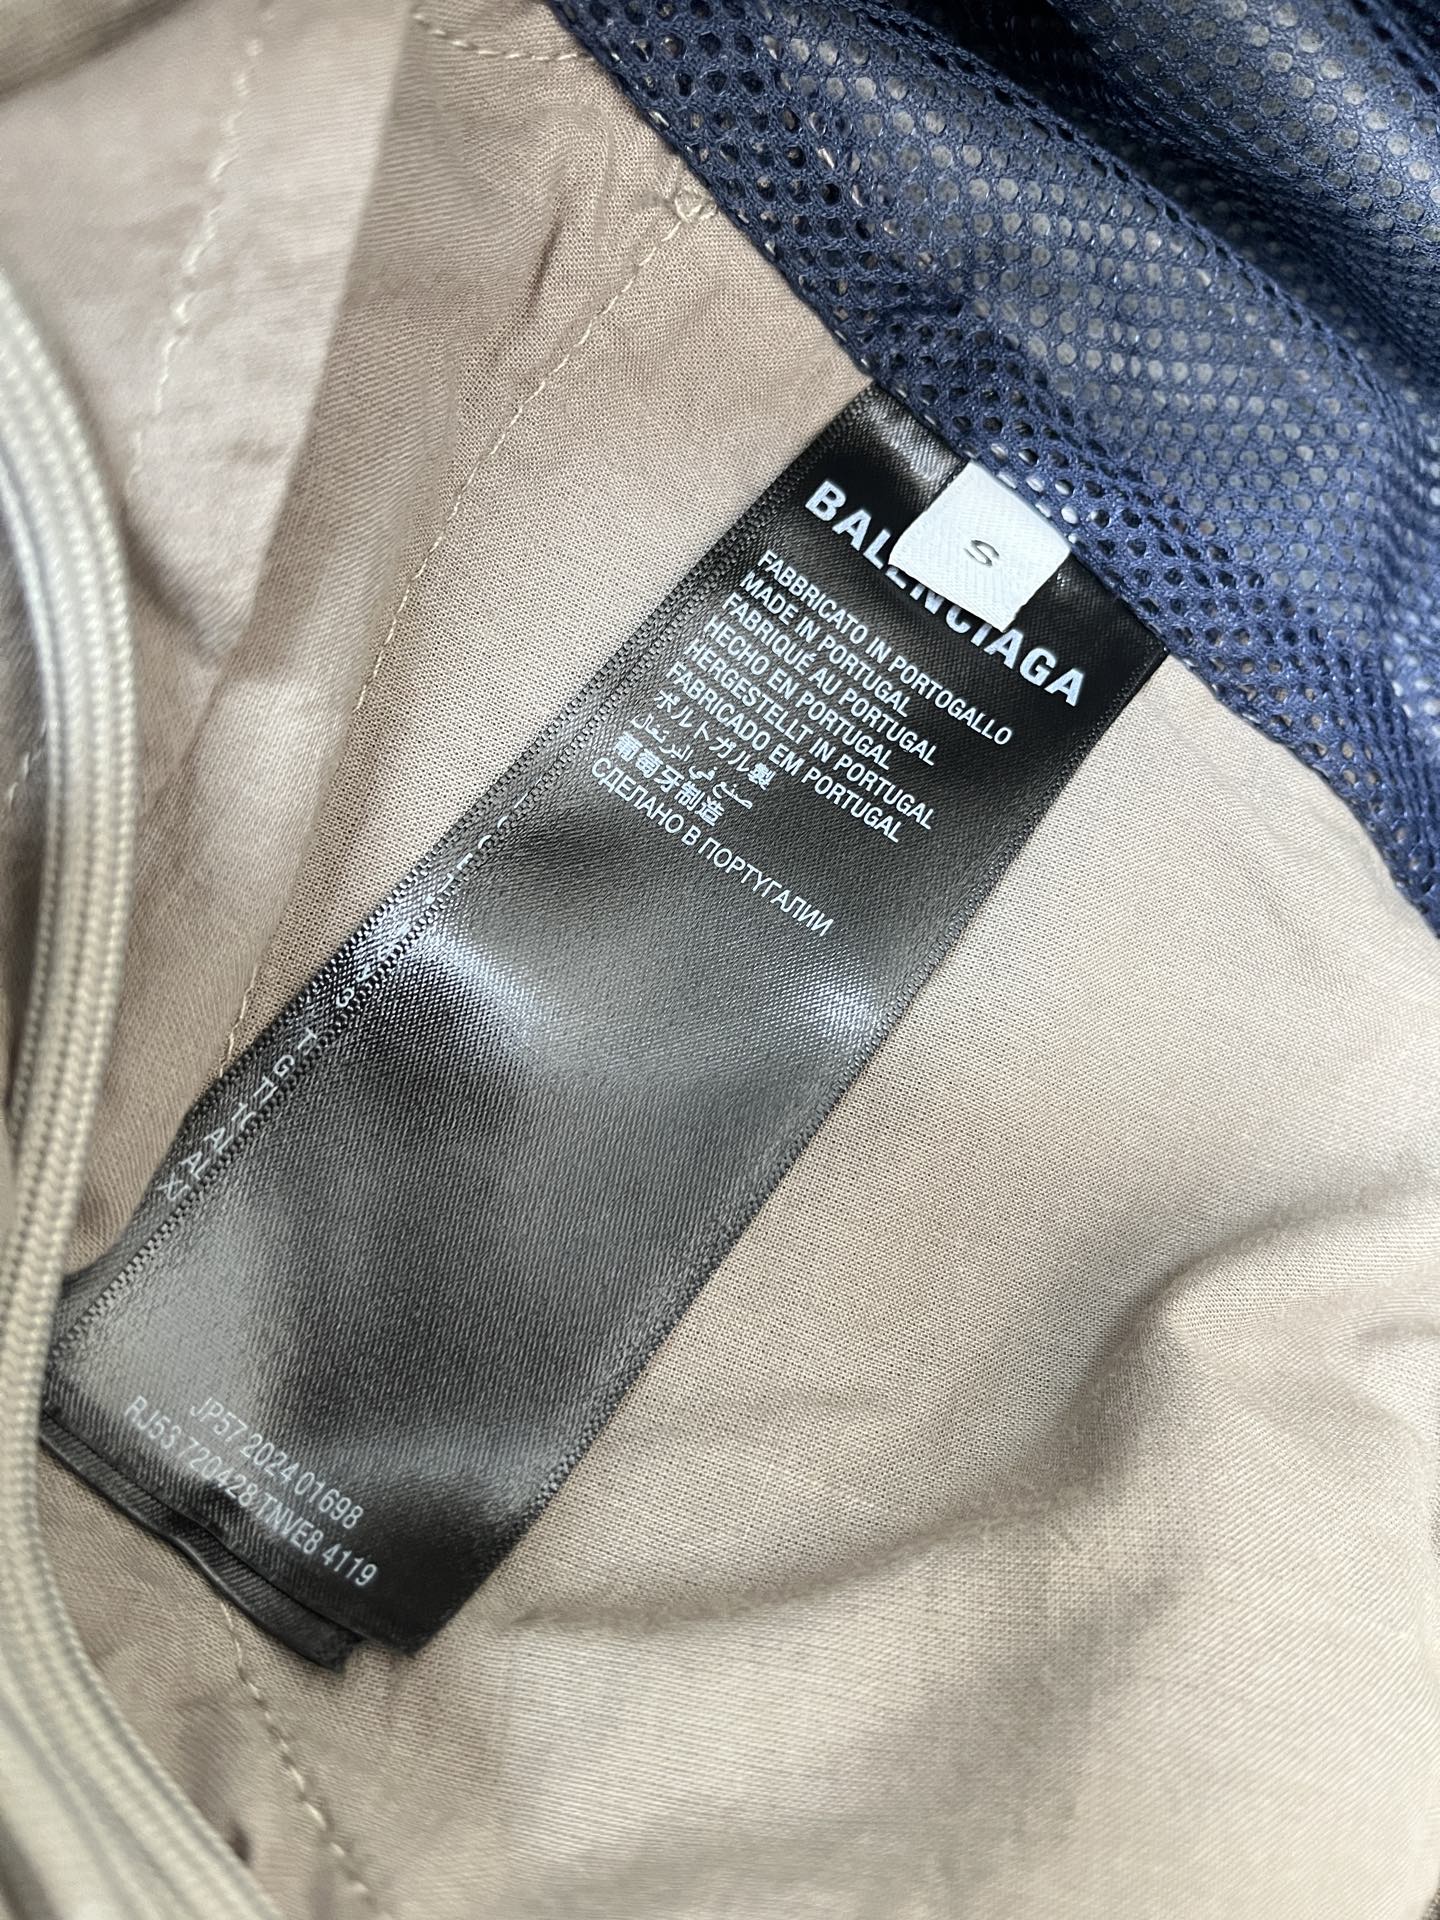 BALENCIAGA
S
FABBRICATO IN PORTOGALLO
MADE IN PORTUGAL
FABRIQUÉ AU PORTUGAL
HECHO EN PORTUGAL
HERGESTELLT IN PORTUGAL
FABRICADO EM PORTUGAL
ポルトガル製
صنع في البرتغال
葡萄牙制造
СДЕЛАНО В ПОРТУГАЛИИ
JP57 2024 01698
RJ53 720428 TNVE8 4119